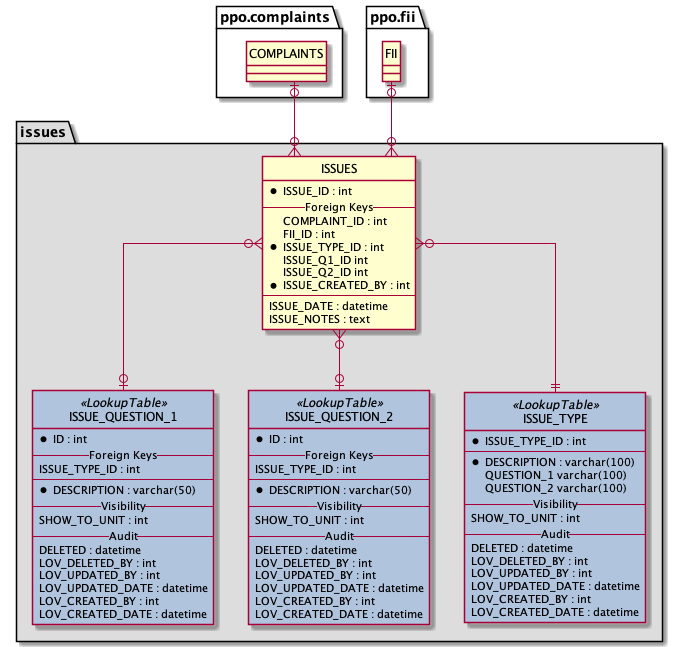 ppo.complaints
ppo.fii
COMPLAINTS
FII
issues
ISSUES
ISSUE_ID : int
Foreign Keys
COMPLAINT_ID : int
FII_ID : int
ISSUE_TYPE_ID : int
ISSUE_Q1_ID int
ISSUE_Q2_ID int
ISSUE_CREATED_BY : int
ISSUE_DATE : datetime
ISSUE_NOTES : text
«LookupTable»
ISSUE_QUESTION_1
ID : int
Foreign Keys
ISSUE_TYPE_ID : int
DESCRIPTION : varchar(50)
Visibility
SHOW_TO_UNIT : int
Audit
DELETED : datetime
LOV_DELETED_BY : int
LOV_UPDATED_BY : int
LOV_UPDATED_DATE : datetime
LOV_CREATED_BY : int
LOV_CREATED_DATE : datetime
«LookupTable»
ISSUE_QUESTION_2
ID : int
Foreign Keys
ISSUE_TYPE_ID : int
DESCRIPTION : varchar(50)
Visibility
SHOW_TO_UNIT : int
Audit
DELETED : datetime
LOV_DELETED_BY : int
LOV_UPDATED_BY : int
LOV_UPDATED_DATE : datetime
LOV_CREATED_BY : int
LOV_CREATED_DATE : datetime
«LookupTable»
ISSUE_TYPE
ISSUE_TYPE_ID : int
DESCRIPTION : varchar(100)
QUESTION_1 varchar(100)
QUESTION_2 varchar(100)
Visibility
SHOW_TO_UNIT : int
Audit
DELETED : datetime
LOV_DELETED_BY : int
LOV_UPDATED_BY : int
LOV_UPDATED_DATE : datetime
LOV_CREATED_BY : int
LOV_CREATED_DATE : datetime